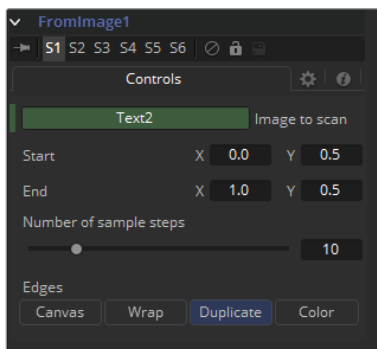 FromImage1
S1 S2 S3 S4 S5 S6
Controls
Text2 Image to scan
Start X 0.0 Y 0.5
End X 1.0 Y 0.5
Number of sample steps
10
Edges
Canvas Wrap Duplicate Color